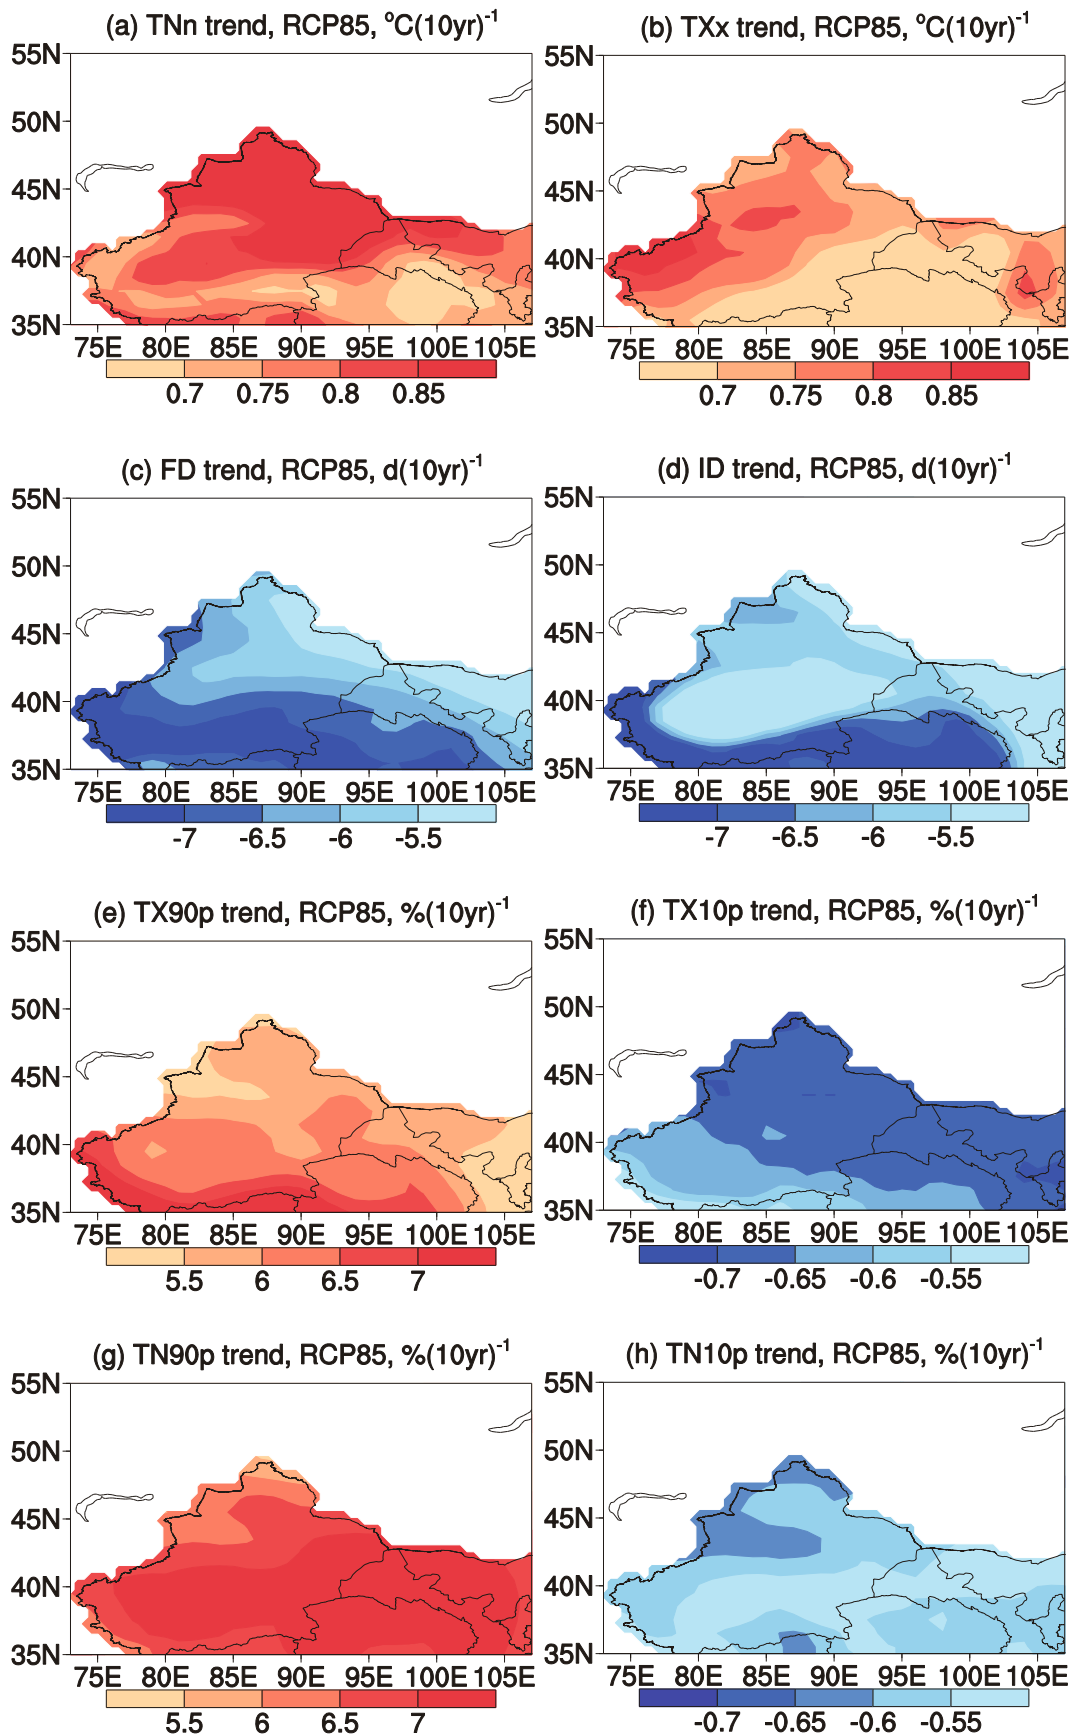 (a) TNn trend, RCP85, °C(10yr)⁻¹
55N
50N
45N
40N
35N
75E 80E 85E 90E 95E 100E 105E
0.7 0.75 0.8 0.85
(b) TXx trend, RCP85, °C(10yr)⁻¹
55N
50N
45N
40N
35N
75E 80E 85E 90E 95E 100E 105E
0.7 0.75 0.8 0.85
(c) FD trend, RCP85, d(10yr)⁻¹
55N
50N
45N
40N
35N
75E 80E 85E 90E 95E 100E 105E
-7 -6.5 -6 -5.5
(d) ID trend, RCP85, d(10yr)⁻¹
55N
50N
45N
40N
35N
75E 80E 85E 90E 95E 100E 105E
-7 -6.5 -6 -5.5
(e) TX90p trend, RCP85, %(10yr)⁻¹
55N
50N
45N
40N
35N
75E 80E 85E 90E 95E 100E 105E
5.5 6 6.5 7
(f) TX10p trend, RCP85, %(10yr)⁻¹
55N
50N
45N
40N
35N
75E 80E 85E 90E 95E 100E 105E
-0.7 -0.65 -0.6 -0.55
(g) TN90p trend, RCP85, %(10yr)⁻¹
55N
50N
45N
40N
35N
75E 80E 85E 90E 95E 100E 105E
5.5 6 6.5 7
(h) TN10p trend, RCP85, %(10yr)⁻¹
55N
50N
45N
40N
35N
75E 80E 85E 90E 95E 100E 105E
-0.7 -0.65 -0.6 -0.55